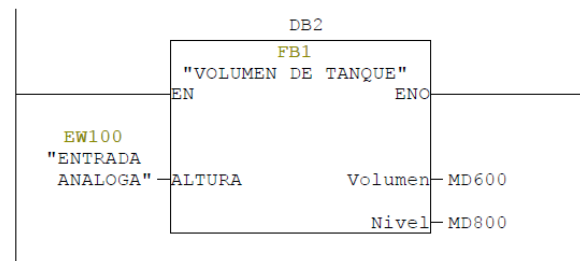 DB2
FB1
"VOLUMEN DE TANQUE"
EN ENO
EW100
"ENTRADA
ANALOGA" ALTURA Volumen MD600
Nivel MD800